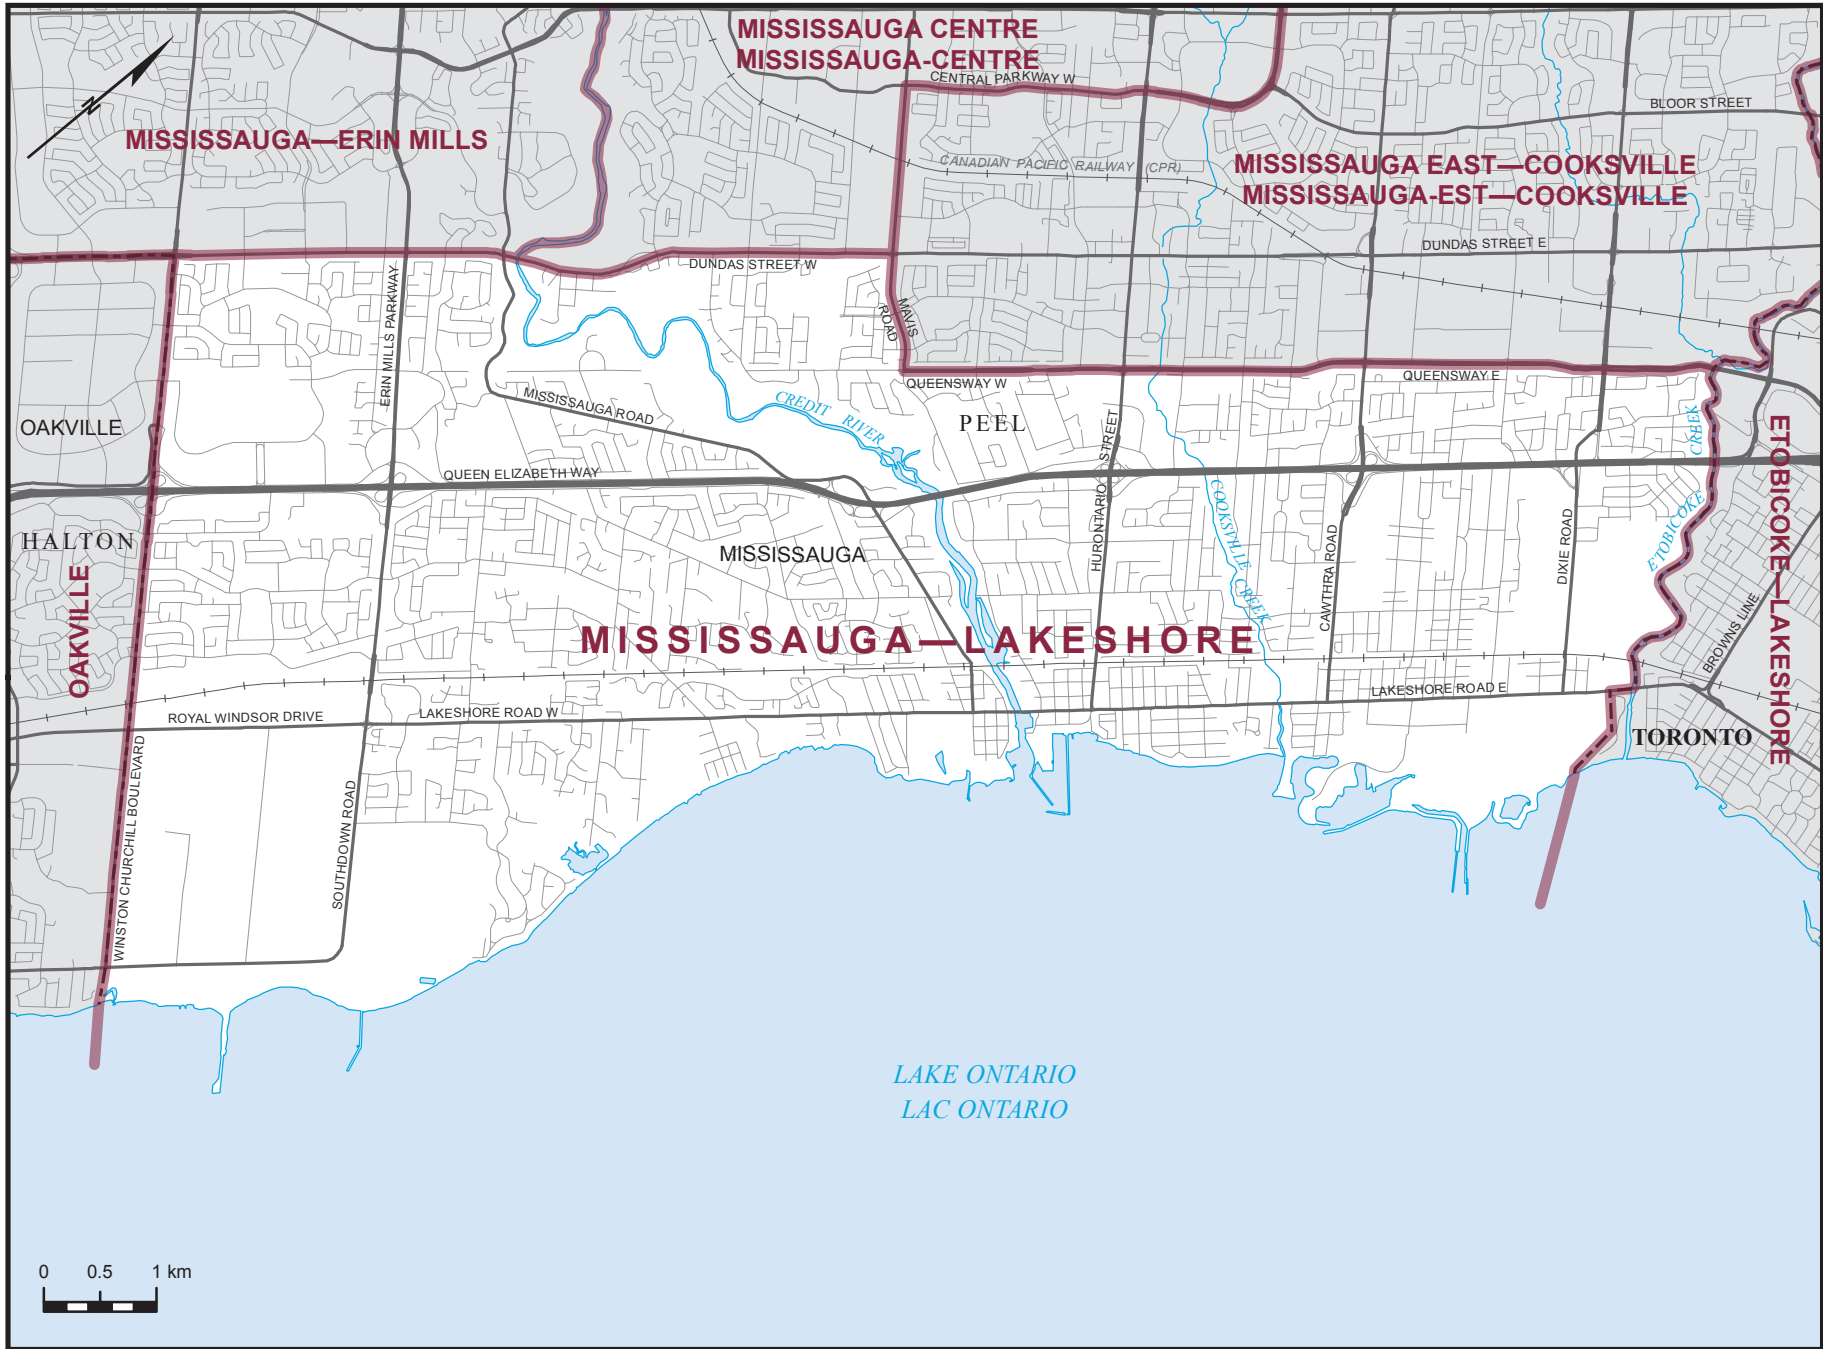 MISSISSAUGA CENTRE
MISSISSAUGA-CENTRE
CENTRAL PARKWAY W
BLOOR STREET
N
MISSISSAUGA—ERIN MILLS
CANADIAN PACIFIC RAILWAY (CPR)
MISSISSAUGA EAST—COOKSVILLE
MISSISSAUGA-EST—COOKSVILLE
DUNDAS STREET E
DUNDAS STREET W
MAVIS
ROAD
ERIN MILLS PARKWAY
QUEENSWAY W
QUEENSWAY E
MISSISSAUGA ROAD
CREDIT RIVER
PEEL
OAKVILLE
HURONTARIO STREET
ETOBICOKE CREEK
ETOBICOKE—LAKESHORE
QUEEN ELIZABETH WAY
COOKSVILLE CREEK
HALTON
MISSISSAUGA
CAWTHRA ROAD
DIXIE ROAD
OAKVILLE
BROWNS LINE
MISSISSAUGA—LAKESHORE
LAKESHORE ROAD E
ROYAL WINDSOR DRIVE
LAKESHORE ROAD W
TORONTO
WINSTON CHURCHILL BOULEVARD
SOUTHDOWN ROAD
LAKE ONTARIO
LAC ONTARIO
0 0.5 1 km